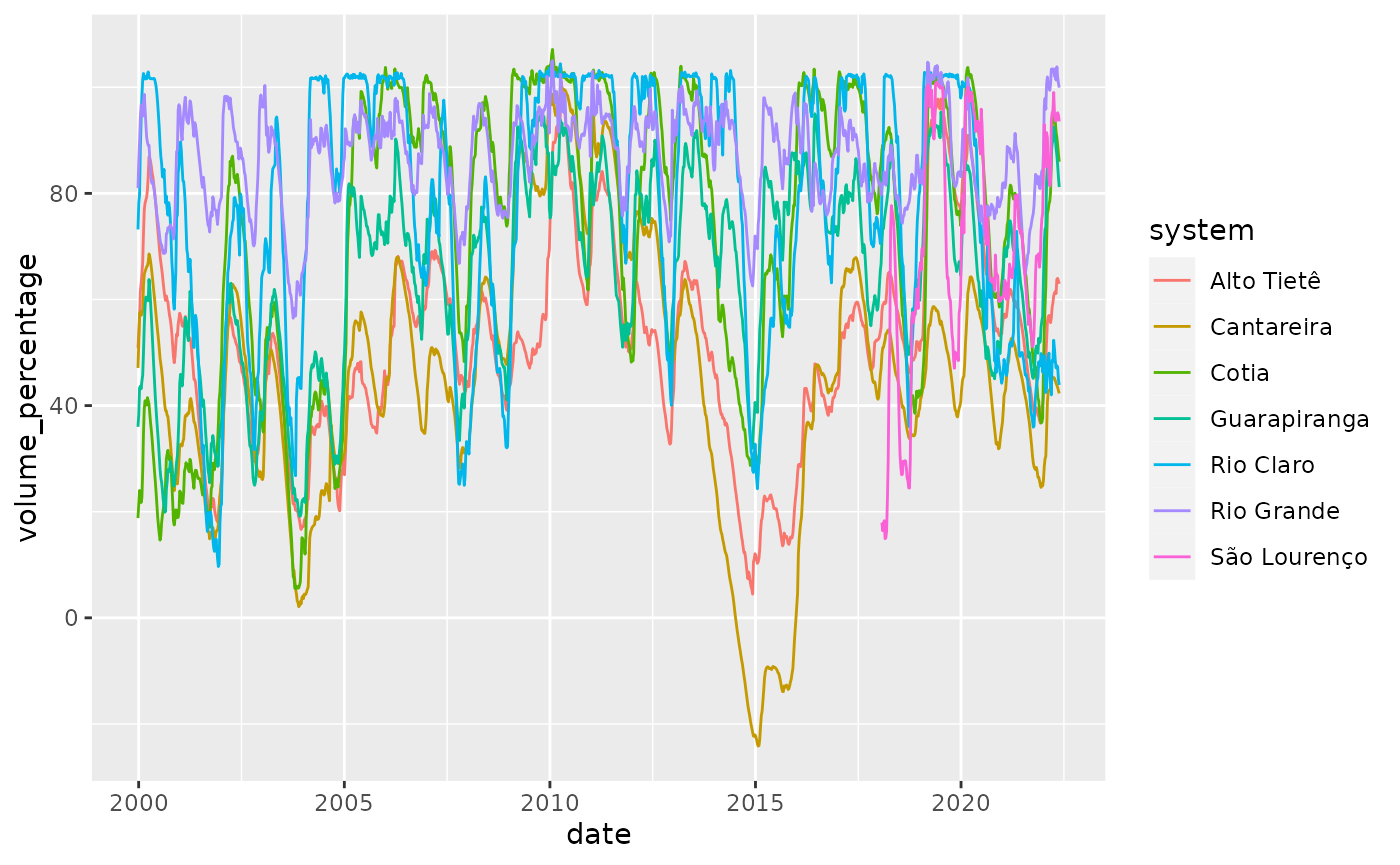 volume_percentage
80
40
0
2000 2005 2010 2015 2020
date
system
Alto Tietê
Cantareira
Cotia
Guarapiranga
Rio Claro
Rio Grande
São Lourenço